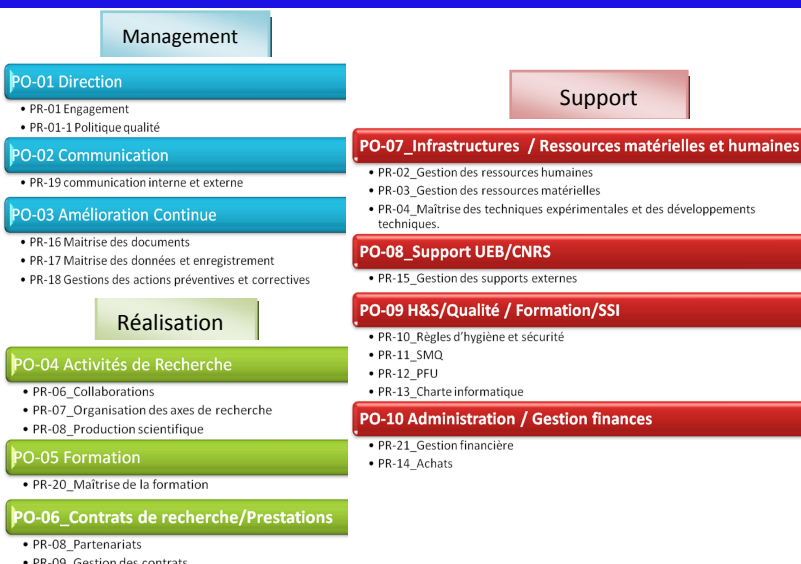 Management
PO-01 Direction
• PR-01 Engagement
• PR-01-1 Politique qualité
PO-02 Communication
• PR-19 communication interne et externe
PO-03 Amélioration Continue
• PR-16 Maitrise des documents
• PR-17 Maitrise des données et enregistrement
• PR-18 Gestions des actions préventives et correctives
Réalisation
PO-04 Activités de Recherche
• PR-06_Collaborations
• PR-07_Organisation des axes de recherche
• PR-08_Production scientifique
PO-05 Formation
• PR-20_Maîtrise de la formation
PO-06_Contrats de recherche/Prestations
• PR-08_Partenariats
• PR-09_Gestion des contrats
Support
PO-07_Infrastructures / Ressources matérielles et humaines
• PR-02_Gestion des ressources humaines
• PR-03_Gestion des ressources matérielles
• PR-04_Maîtrise des techniques expérimentales et des développements
techniques.
PO-08_Support UEB/CNRS
• PR-15_Gestion des supports externes
PO-09 H&S/Qualité / Formation/SSI
• PR-10_Règles d'hygiène et sécurité
• PR-11_SMQ
• PR-12_PFU
• PR-13_Charte informatique
PO-10 Administration / Gestion finances
• PR-21_Gestion financière
• PR-14_Achats